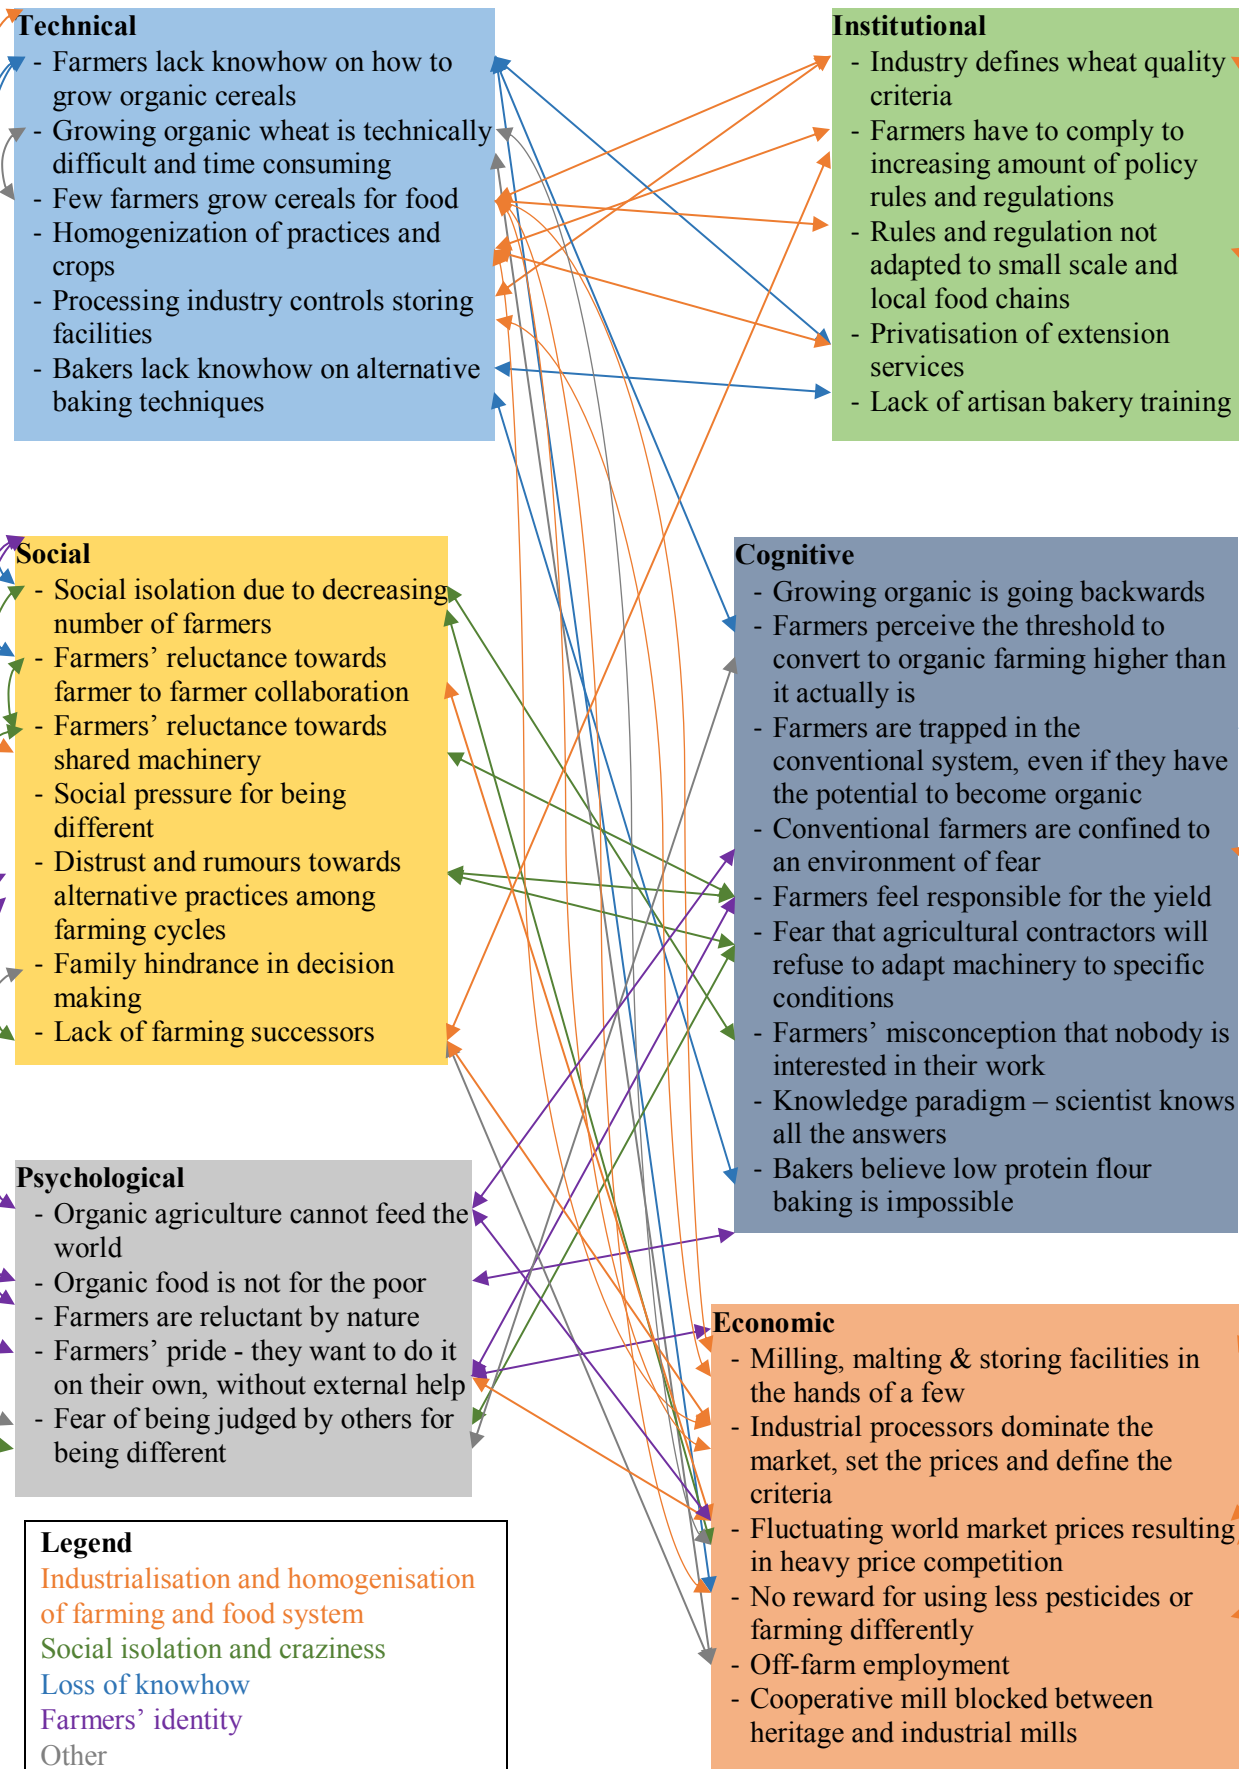 Technical
- Farmers lack knowhow on how to
grow organic cereals
- Growing organic wheat is technically
difficult and time consuming
- Few farmers grow cereals for food
- Homogenization of practices and
crops
- Processing industry controls storing
facilities
- Bakers lack knowhow on alternative
baking techniques
Institutional
- Industry defines wheat quality
criteria
- Farmers have to comply to
increasing amount of policy
rules and regulations
- Rules and regulation not
adapted to small scale and
local food chains
- Privatisation of extension
services
- Lack of artisan bakery training
Social
- Social isolation due to decreasing
number of farmers
- Farmers’ reluctance towards
farmer to farmer collaboration
- Farmers’ reluctance towards
shared machinery
- Social pressure for being
different
- Distrust and rumours towards
alternative practices among
farming cycles
- Family hindrance in decision
making
- Lack of farming successors
Cognitive
- Growing organic is going backwards
- Farmers perceive the threshold to
convert to organic farming higher than
it actually is
- Farmers are trapped in the
conventional system, even if they have
the potential to become organic
- Conventional farmers are confined to
an environment of fear
- Farmers feel responsible for the yield
- Fear that agricultural contractors will
refuse to adapt machinery to specific
conditions
- Farmers’ misconception that nobody is
interested in their work
- Knowledge paradigm – scientist knows
all the answers
- Bakers believe low protein flour
baking is impossible
Psychological
- Organic agriculture cannot feed the
world
- Organic food is not for the poor
- Farmers are reluctant by nature
- Farmers’ pride - they want to do it
on their own, without external help
- Fear of being judged by others for
being different
Economic
- Milling, malting & storing facilities in
the hands of a few
- Industrial processors dominate the
market, set the prices and define the
criteria
- Fluctuating world market prices resulting
in heavy price competition
- No reward for using less pesticides or
farming differently
- Off-farm employment
- Cooperative mill blocked between
heritage and industrial mills
Legend
Industrialisation and homogenisation
of farming and food system
Social isolation and craziness
Loss of knowhow
Farmers’ identity
Other